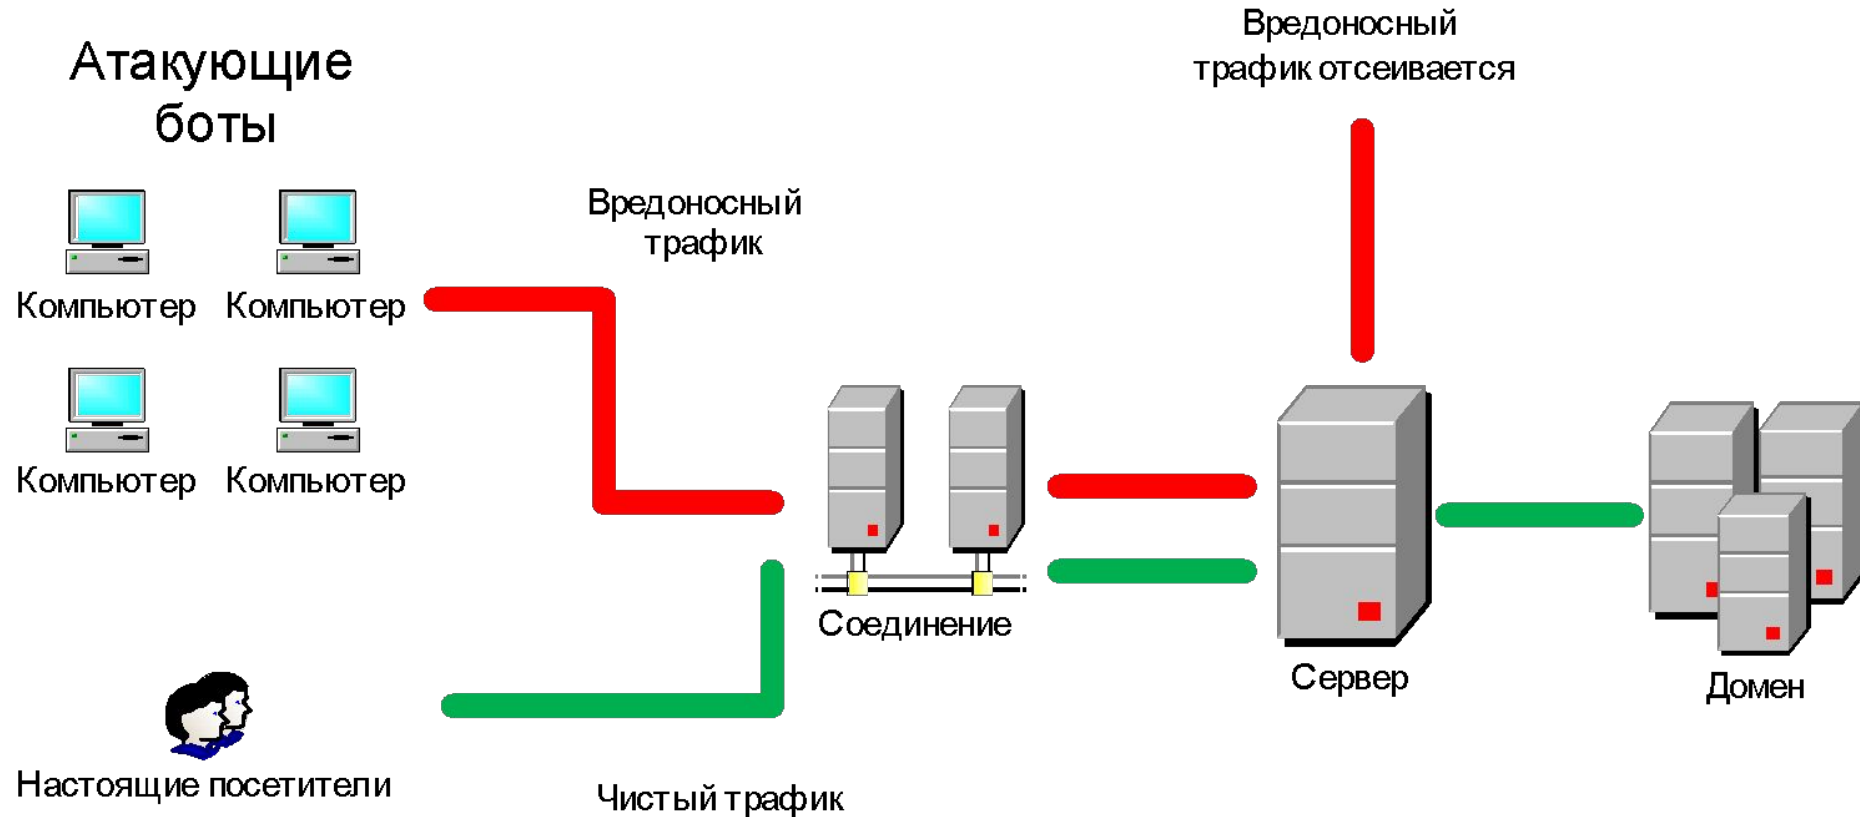 Атакующие
боты
Вредоносный
трафик отсеивается
Вредоносный
трафик
Компьютер
Компьютер
Компьютер
Компьютер
Соединение
Сервер
Домен
Настоящие посетители
Чистый трафик